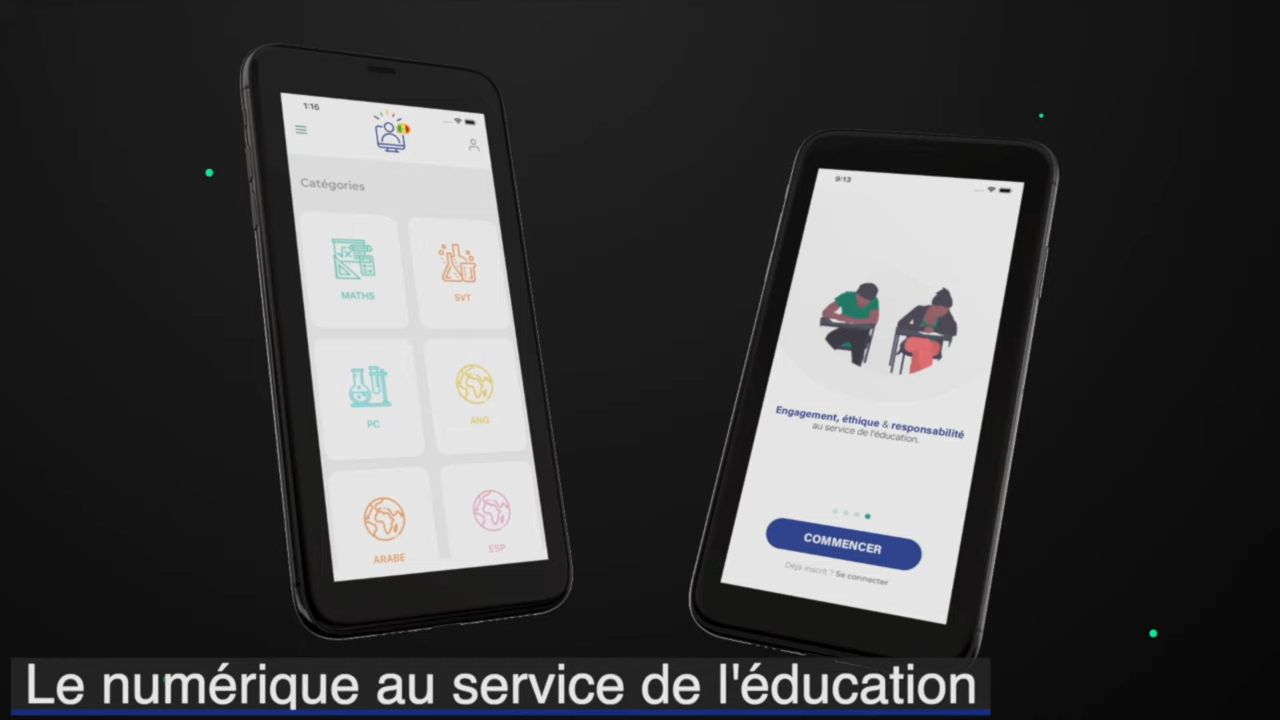 1:16
Catégories
MATHS
SVT
PC
ANG
ARABE
ESP
9:13
Engagement, éthique & responsabilité
au service de l'éducation.
COMMENCER
Déjà inscrit ? Se connecter
Le numérique au service de l'éducation